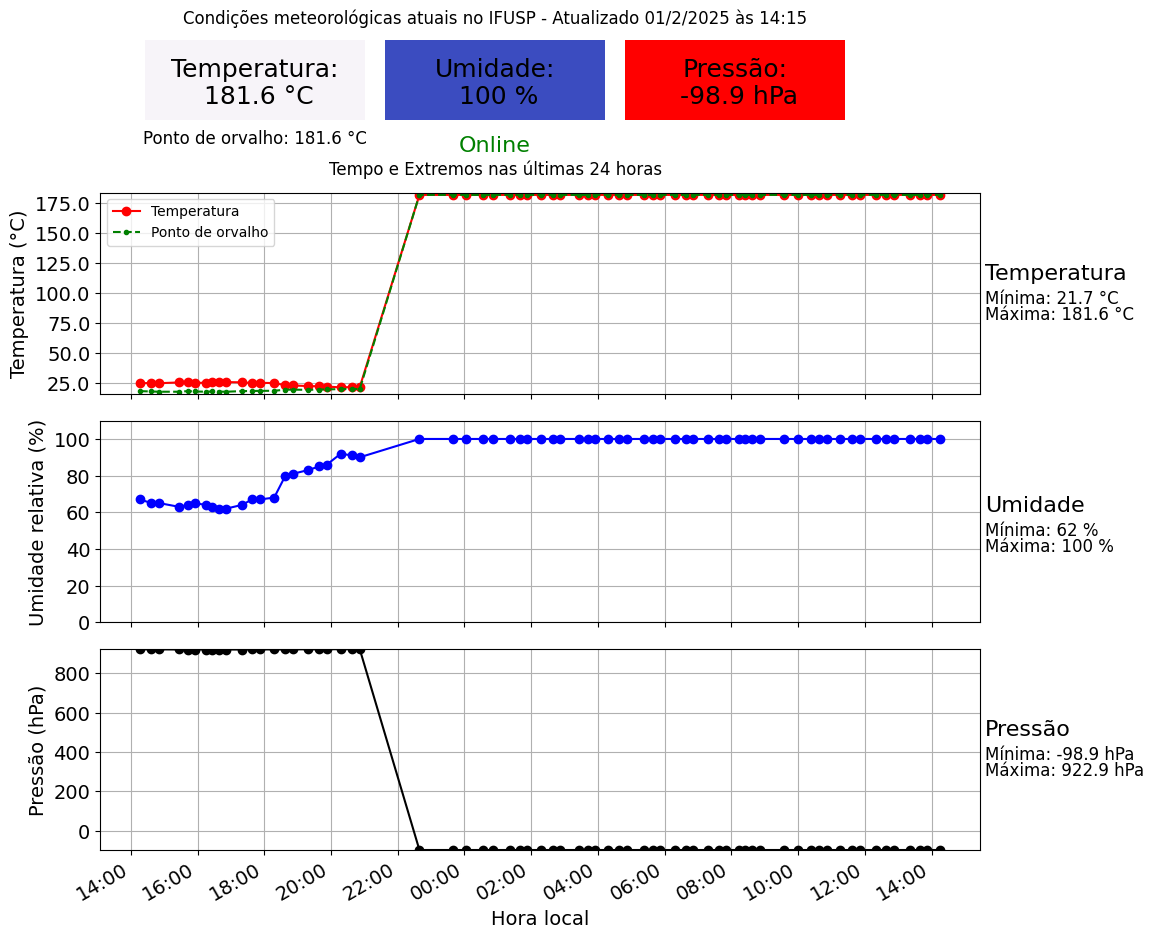 Condições meteorológicas atuais no IFUSP - Atualizado 01/2/2025 às 14:15
Temperatura:
181.6 °C
Umidade:
100 %
Pressão:
-98.9 hPa
Ponto de orvalho: 181.6 °C
Online
Tempo e Extremos nas últimas 24 horas
Temperatura (°C)
175.0
150.0
125.0
100.0
75.0
50.0
25.0
Temperatura
Ponto de orvalho
Temperatura
Mínima: 21.7 °C
Máxima: 181.6 °C
Umidade relativa (%)
100
80
60
40
20
0
Umidade
Mínima: 62 %
Máxima: 100 %
Pressão (hPa)
800
600
400
200
0
Pressão
Mínima: -98.9 hPa
Máxima: 922.9 hPa
14:00 16:00 18:00 20:00 22:00 00:00 02:00 04:00 06:00 08:00 10:00 12:00 14:00
Hora local